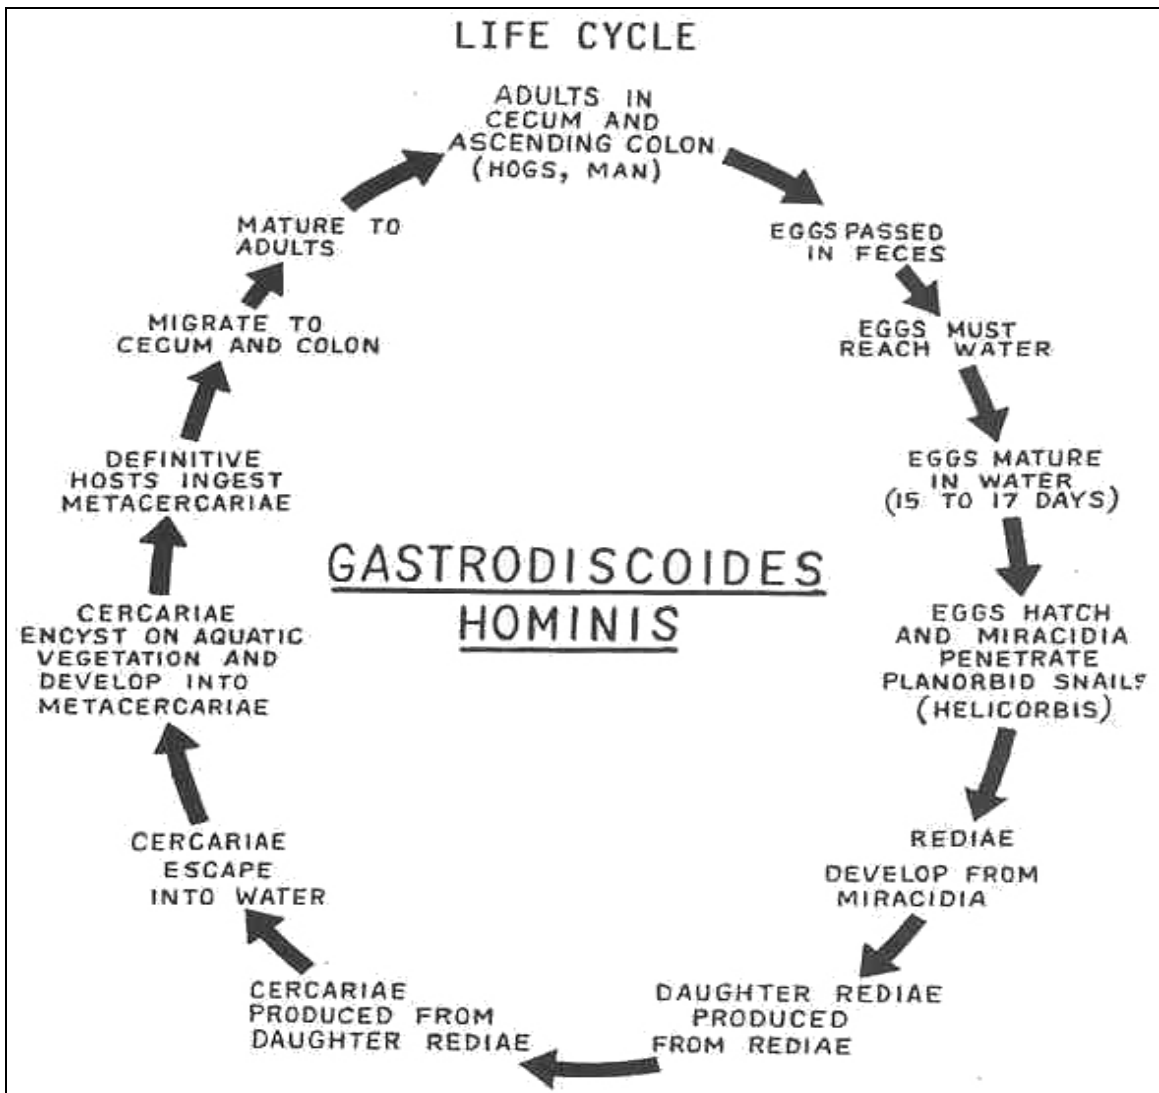 LIFE CYCLE
ADULTS IN
CECUM AND
ASCENDING COLON
(HOGS, MAN)
EGGS PASSED
IN FECES
EGGS MUST
REACH WATER
EGGS MATURE
IN WATER
(15 TO 17 DAYS)
EGGS HATCH
AND MIRACIDIA
PENETRATE
PLANORBID SNAILS
(HELICORBIS)
REDIAE
DEVELOP FROM
MIRACIDIA
DAUGHTER REDIAE
PRODUCED
FROM REDIAE
CERCARIAE
PRODUCED FROM
DAUGHTER REDIAE
CERCARIAE
ESCAPE
INTO WATER
CERCARIAE
ENCYST ON AQUATIC
VEGETATION AND
DEVELOP INTO
METACERCARIAE
DEFINITIVE
HOSTS INGEST
METACERCARIAE
MIGRATE TO
CECUM AND COLON
MATURE TO
ADULTS
GASTRODISCOIDES
HOMINIS